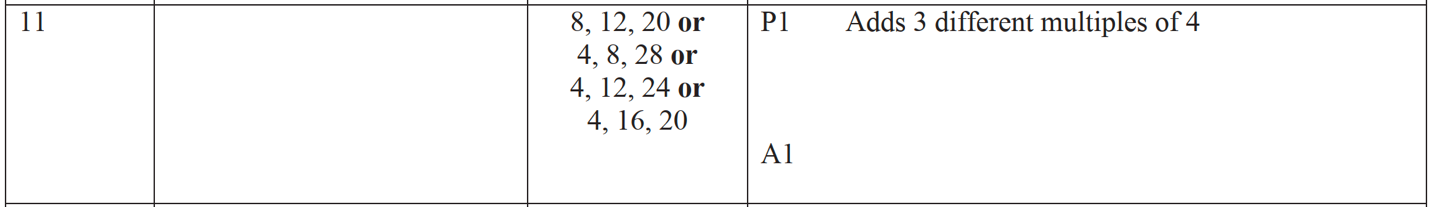 11 8, 12, 20 or P1 Adds 3 different multiples of 4
4, 8, 28 or
4, 12, 24 or
4, 16, 20
A1